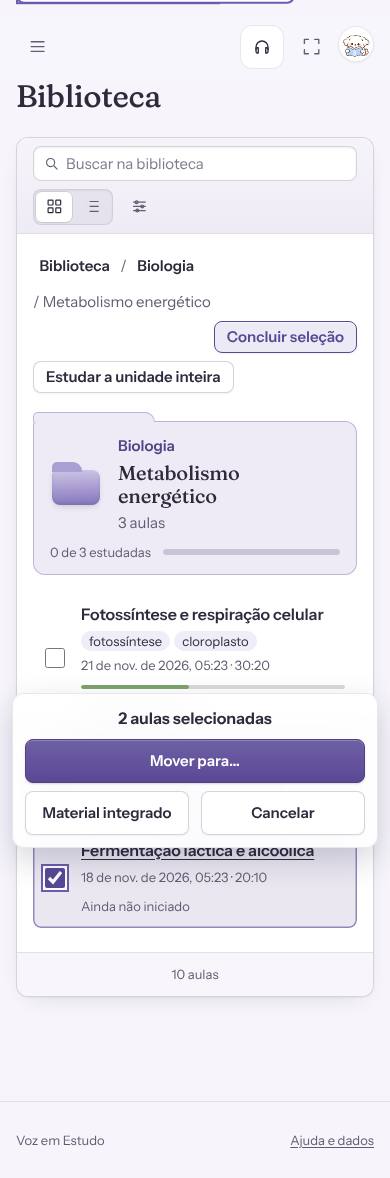 Biblioteca
Buscar na biblioteca
Biblioteca / Biologia
/ Metabolismo energético
Concluir seleção
Estudar a unidade inteira
Biologia
Metabolismo
energético
3 aulas
0 de 3 estudadas
Fotossíntese e respiração celular
fotossíntese cloroplasto
21 de nov. de 2026, 05:23 · 30:20
2 aulas selecionadas
Mover para…
Material integrado
Cancelar
Fermentação láctica e alcoólica
18 de nov. de 2026, 05:23 · 20:10
Ainda não iniciado
10 aulas
Voz em Estudo
Ajuda e dados